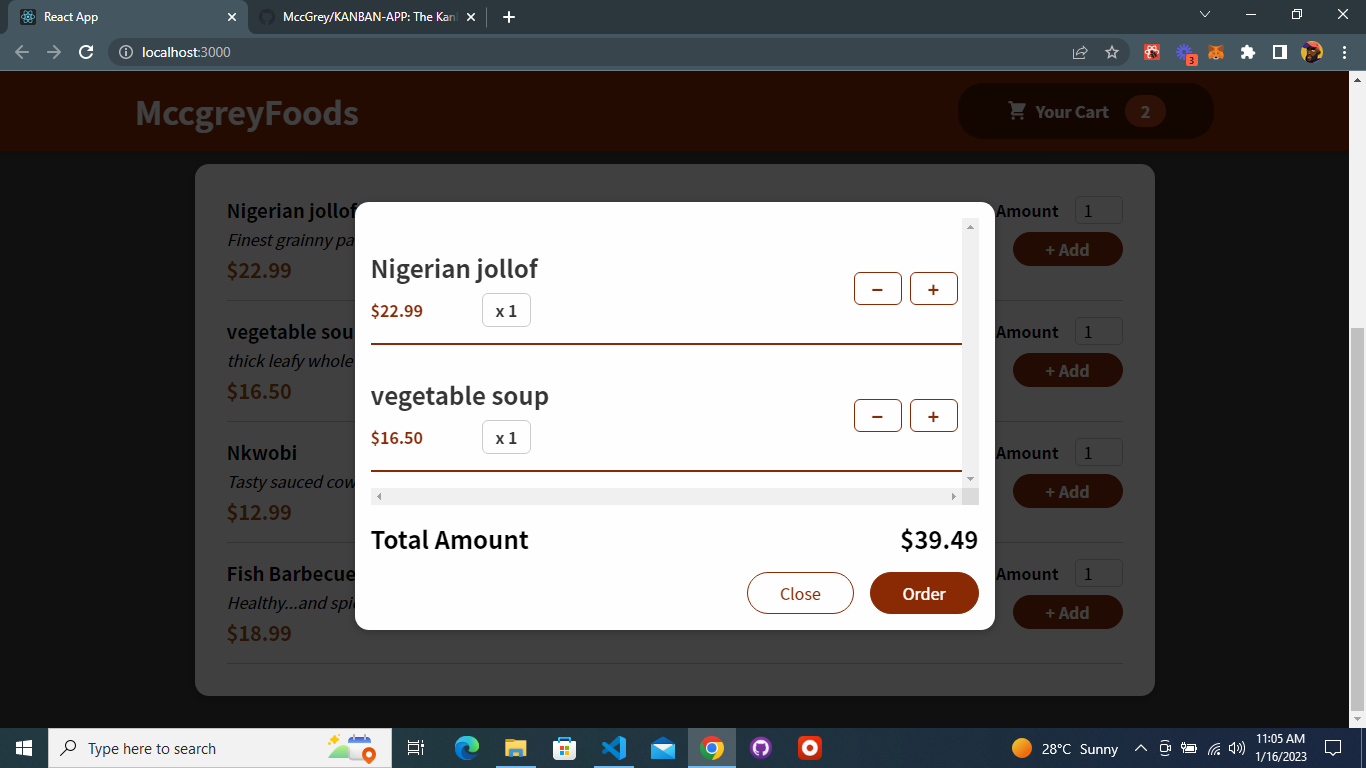 React App
MccGrey/KANBAN-APP: The Kan
localhost:3000
3
MccgreyFoods
Your Cart 2
Nigerian jollof
Finest grainny pa
$22.99
Amount 1
+ Add
vegetable sou
thick leafy whole
$16.50
Amount 1
+ Add
Nkwobi
Tasty sauced cow
$12.99
Amount 1
+ Add
Fish Barbecue
Healthy...and spi
$18.99
Amount 1
+ Add
Nigerian jollof
$22.99 x 1
− +
vegetable soup
$16.50 x 1
− +
Total Amount $39.49
Close Order
Type here to search
28°C Sunny
11:05 AM
1/16/2023